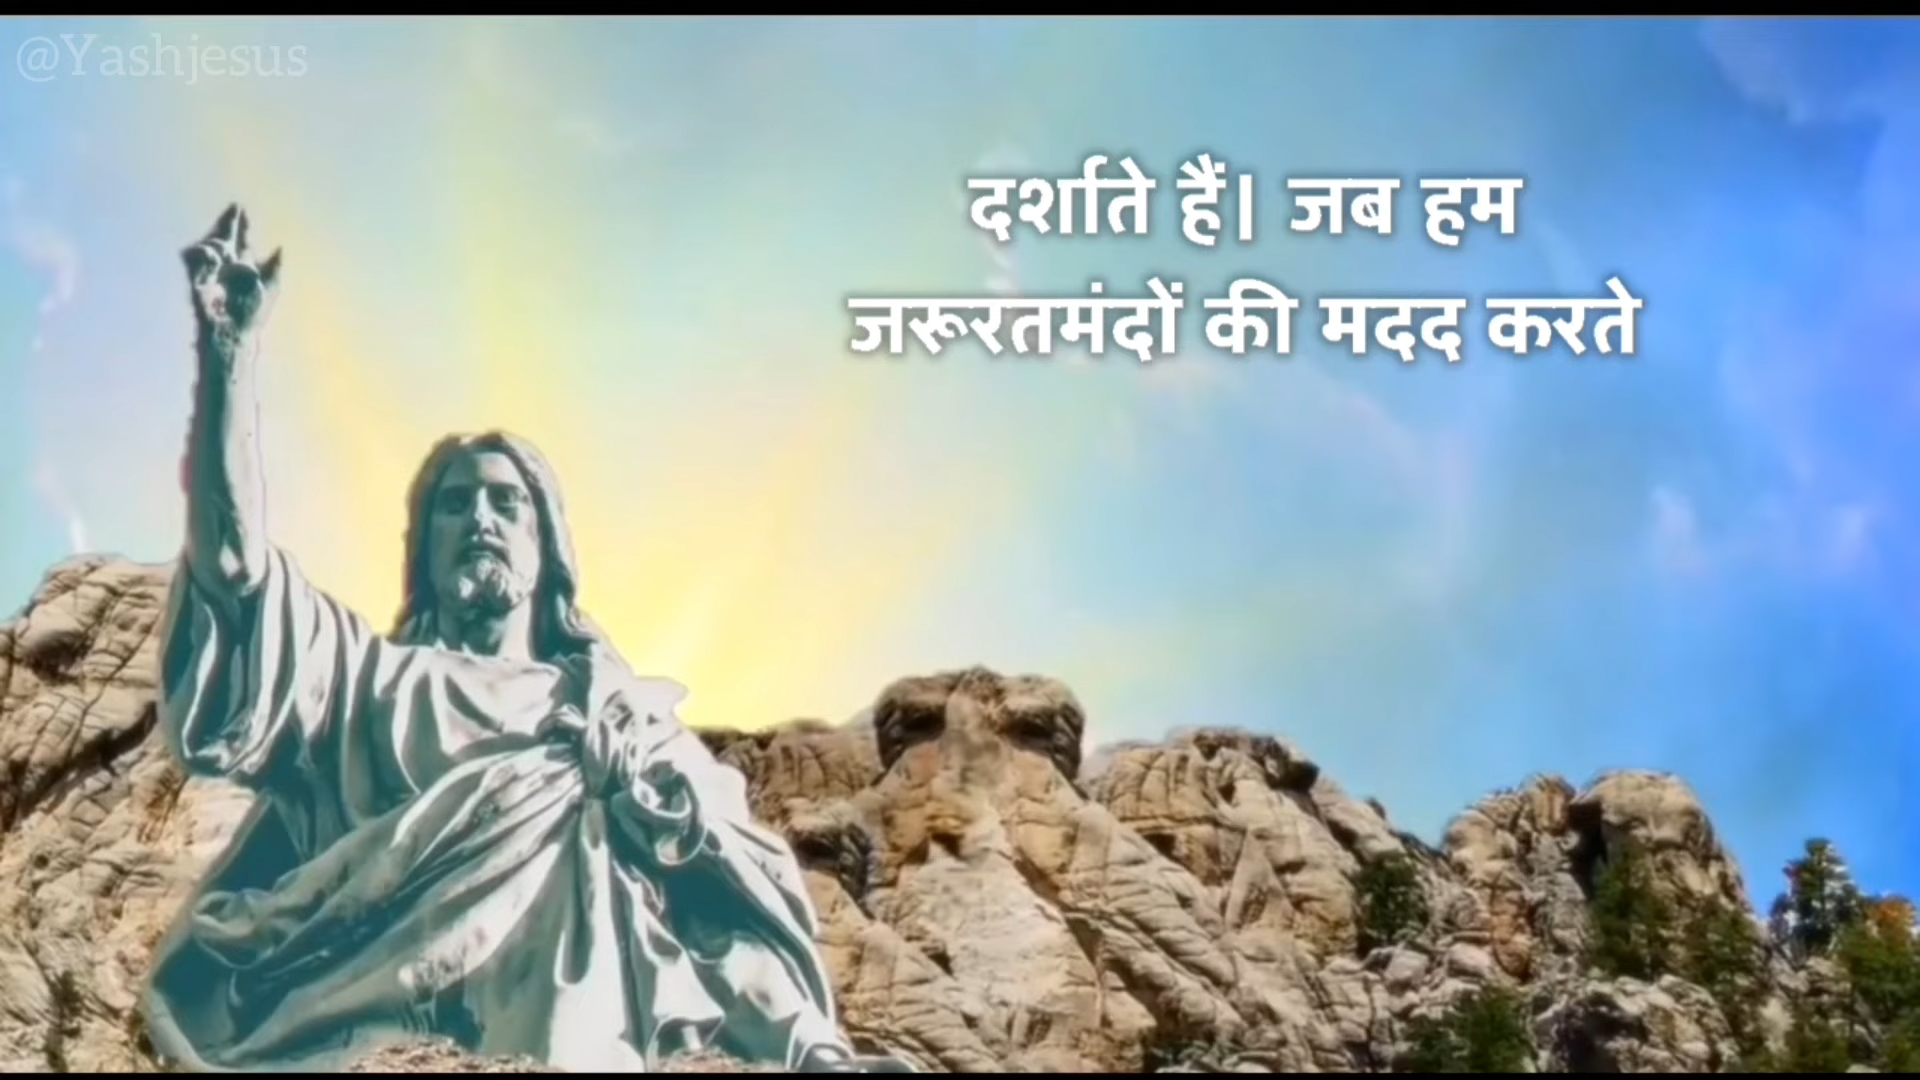 @Yashjesus
दर्शाते हैं। जब हम
जरूरतमंदों की मदद करते